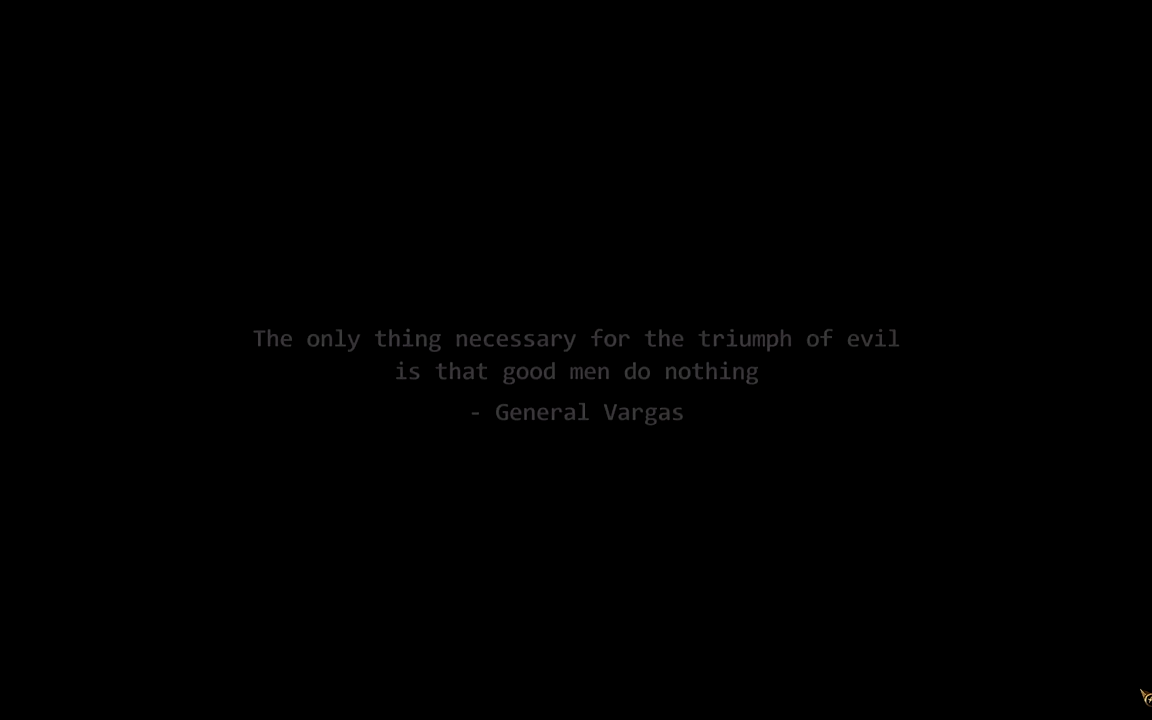 The only thing necessary for the triumph of evil
is that good men do nothing
- General Vargas